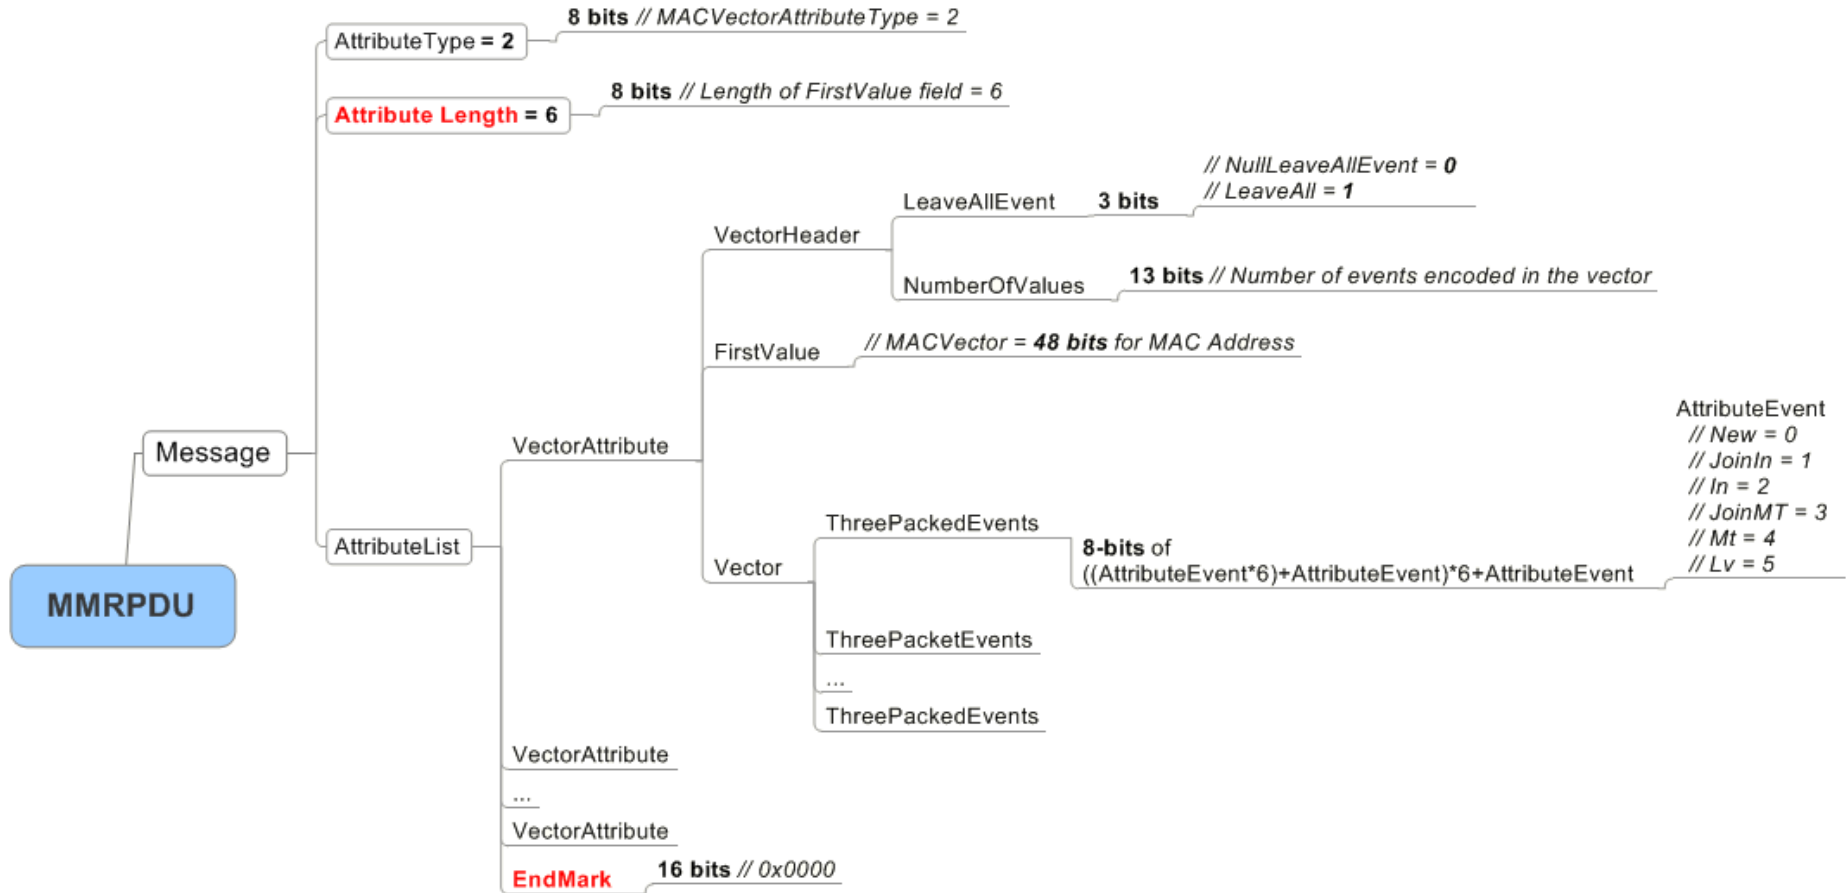 8 bits // MACVectorAttributeType = 2
AttributeType = 2
8 bits // Length of FirstValue field = 6
Attribute Length = 6
// NullLeaveAllEvent = 0
// LeaveAll = 1
LeaveAllEvent
3 bits
VectorHeader
13 bits // Number of events encoded in the vector
NumberOfValues
// MACVector = 48 bits for MAC Address
FirstValue
AttributeEvent
// New = 0
// JoinIn = 1
// In = 2
// JoinMT = 3
// Mt = 4
// Lv = 5
VectorAttribute
Message
ThreePackedEvents
8-bits of
((AttributeEvent*6)+AttributeEvent)*6+AttributeEvent
AttributeList
Vector
MMRPDU
ThreePacketEvents
...
ThreePackedEvents
VectorAttribute
...
VectorAttribute
EndMark
16 bits // 0x0000